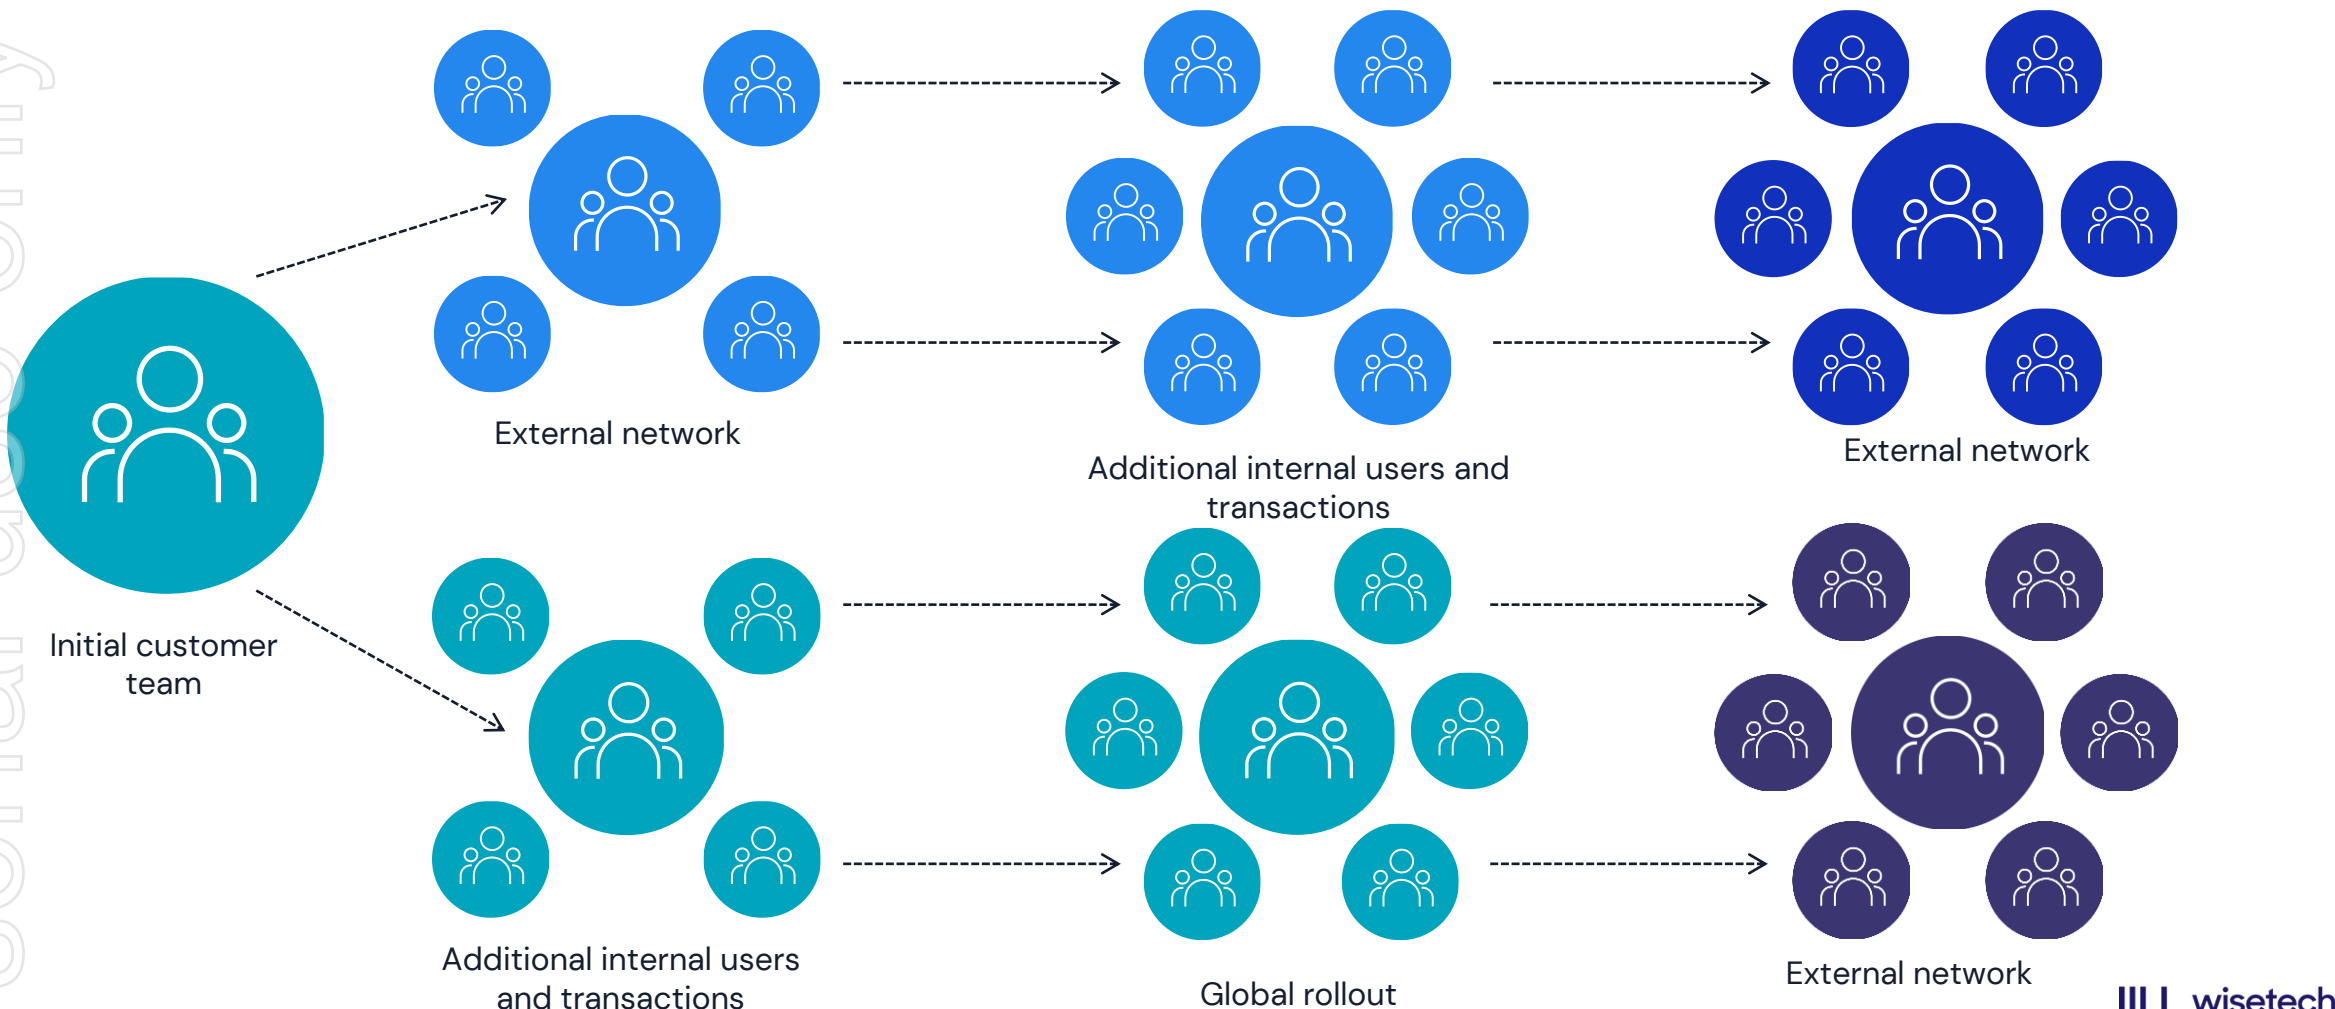 External network
Additional internal users and
transactions
External network
Initial customer
team
Additional internal users
and transactions
Global rollout
External network
wisetech